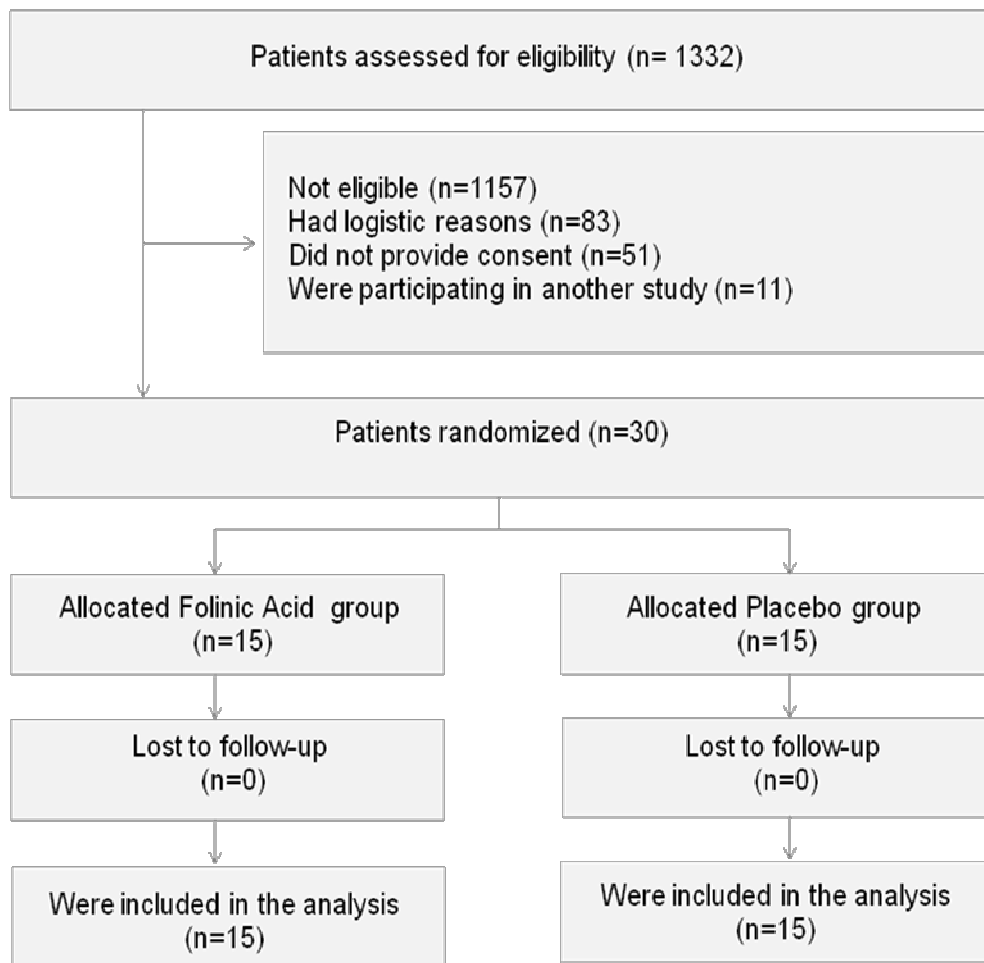 Patients assessed for eligibility (n= 1332)
Not eligible (n=1157)
Had logistic reasons (n=83)
Did not provide consent (n=51)
Were participating in another study (n=11)
Patients randomized (n=30)
Allocated Folinic Acid group
(n=15)
Allocated Placebo group
(n=15)
Lost to follow-up
(n=0)
Lost to follow-up
(n=0)
Were included in the analysis
(n=15)
Were included in the analysis
(n=15)